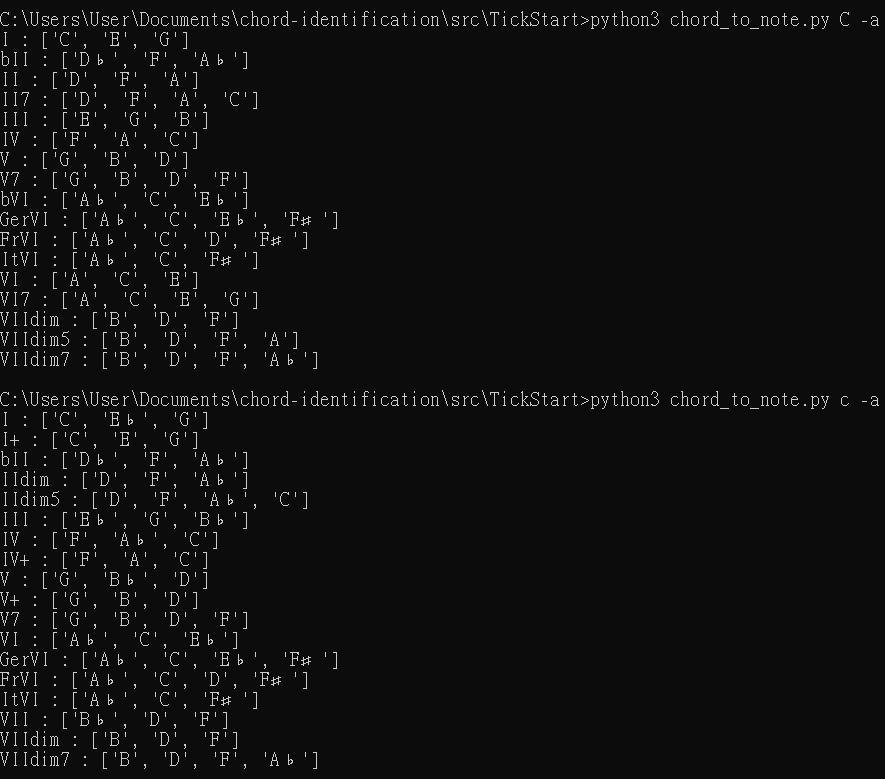 C:\Users\User\Documents\chord-identification\src\TickStart>python3 chord_to_note.py C -a
I : ['C', 'E', 'G']
bII : ['D♭', 'F', 'A♭']
II : ['D', 'F', 'A']
II7 : ['D', 'F', 'A', 'C']
III : ['E', 'G', 'B']
IV : ['F', 'A', 'C']
V : ['G', 'B', 'D']
V7 : ['G', 'B', 'D', 'F']
bVI : ['A♭', 'C', 'E♭']
GerVI : ['A♭', 'C', 'E♭', 'F♯']
FrVI : ['A♭', 'C', 'D', 'F♯']
ItVI : ['A♭', 'C', 'F♯']
VI : ['A', 'C', 'E']
VI7 : ['A', 'C', 'E', 'G']
VIIdim : ['B', 'D', 'F']
VIIdim5 : ['B', 'D', 'F', 'A']
VIIdim7 : ['B', 'D', 'F', 'A♭']
C:\Users\User\Documents\chord-identification\src\TickStart>python3 chord_to_note.py c -a
I : ['C', 'E♭', 'G']
I+ : ['C', 'E', 'G']
bII : ['D♭', 'F', 'A♭']
IIdim : ['D', 'F', 'A♭']
IIdim5 : ['D', 'F', 'A♭', 'C']
III : ['E♭', 'G', 'B♭']
IV : ['F', 'A♭', 'C']
IV+ : ['F', 'A', 'C']
V : ['G', 'B♭', 'D']
V+ : ['G', 'B', 'D']
V7 : ['G', 'B', 'D', 'F']
VI : ['A♭', 'C', 'E♭']
GerVI : ['A♭', 'C', 'E♭', 'F♯']
FrVI : ['A♭', 'C', 'D', 'F♯']
ItVI : ['A♭', 'C', 'F♯']
VII : ['B♭', 'D', 'F']
VIIdim : ['B', 'D', 'F']
VIIdim7 : ['B', 'D', 'F', 'A♭']